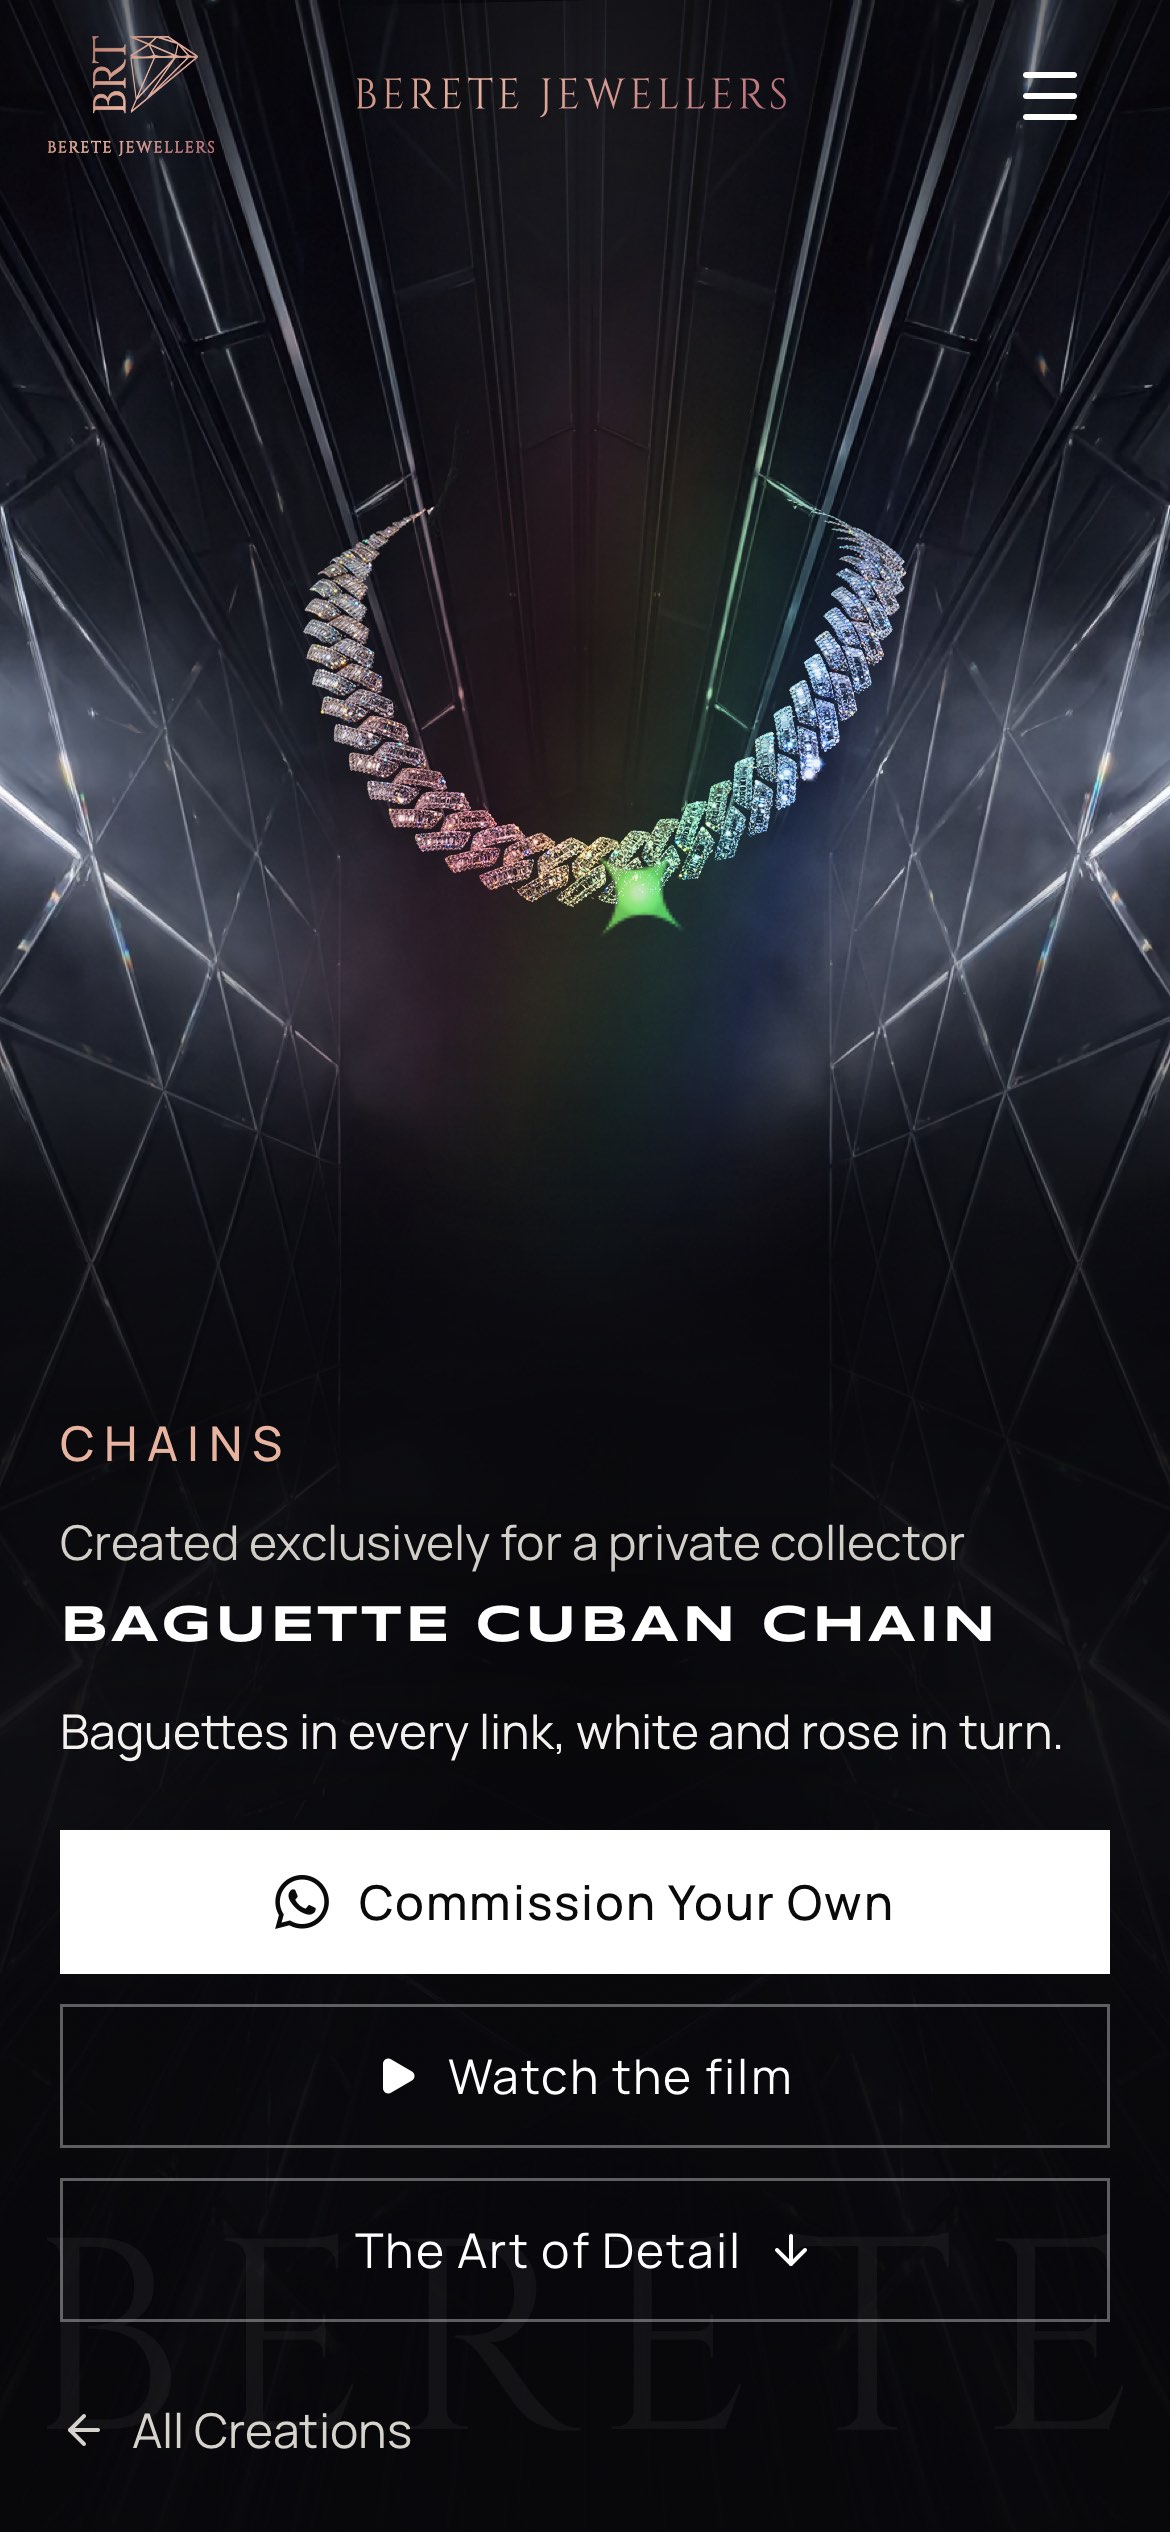 BRT
BERETE JEWELLERS
BERETE JEWELLERS
CHAINS
Created exclusively for a private collector
BAGUETTE CUBAN CHAIN
Baguettes in every link, white and rose in turn.
Commission Your Own
Watch the film
The Art of Detail
BERETE
All Creations